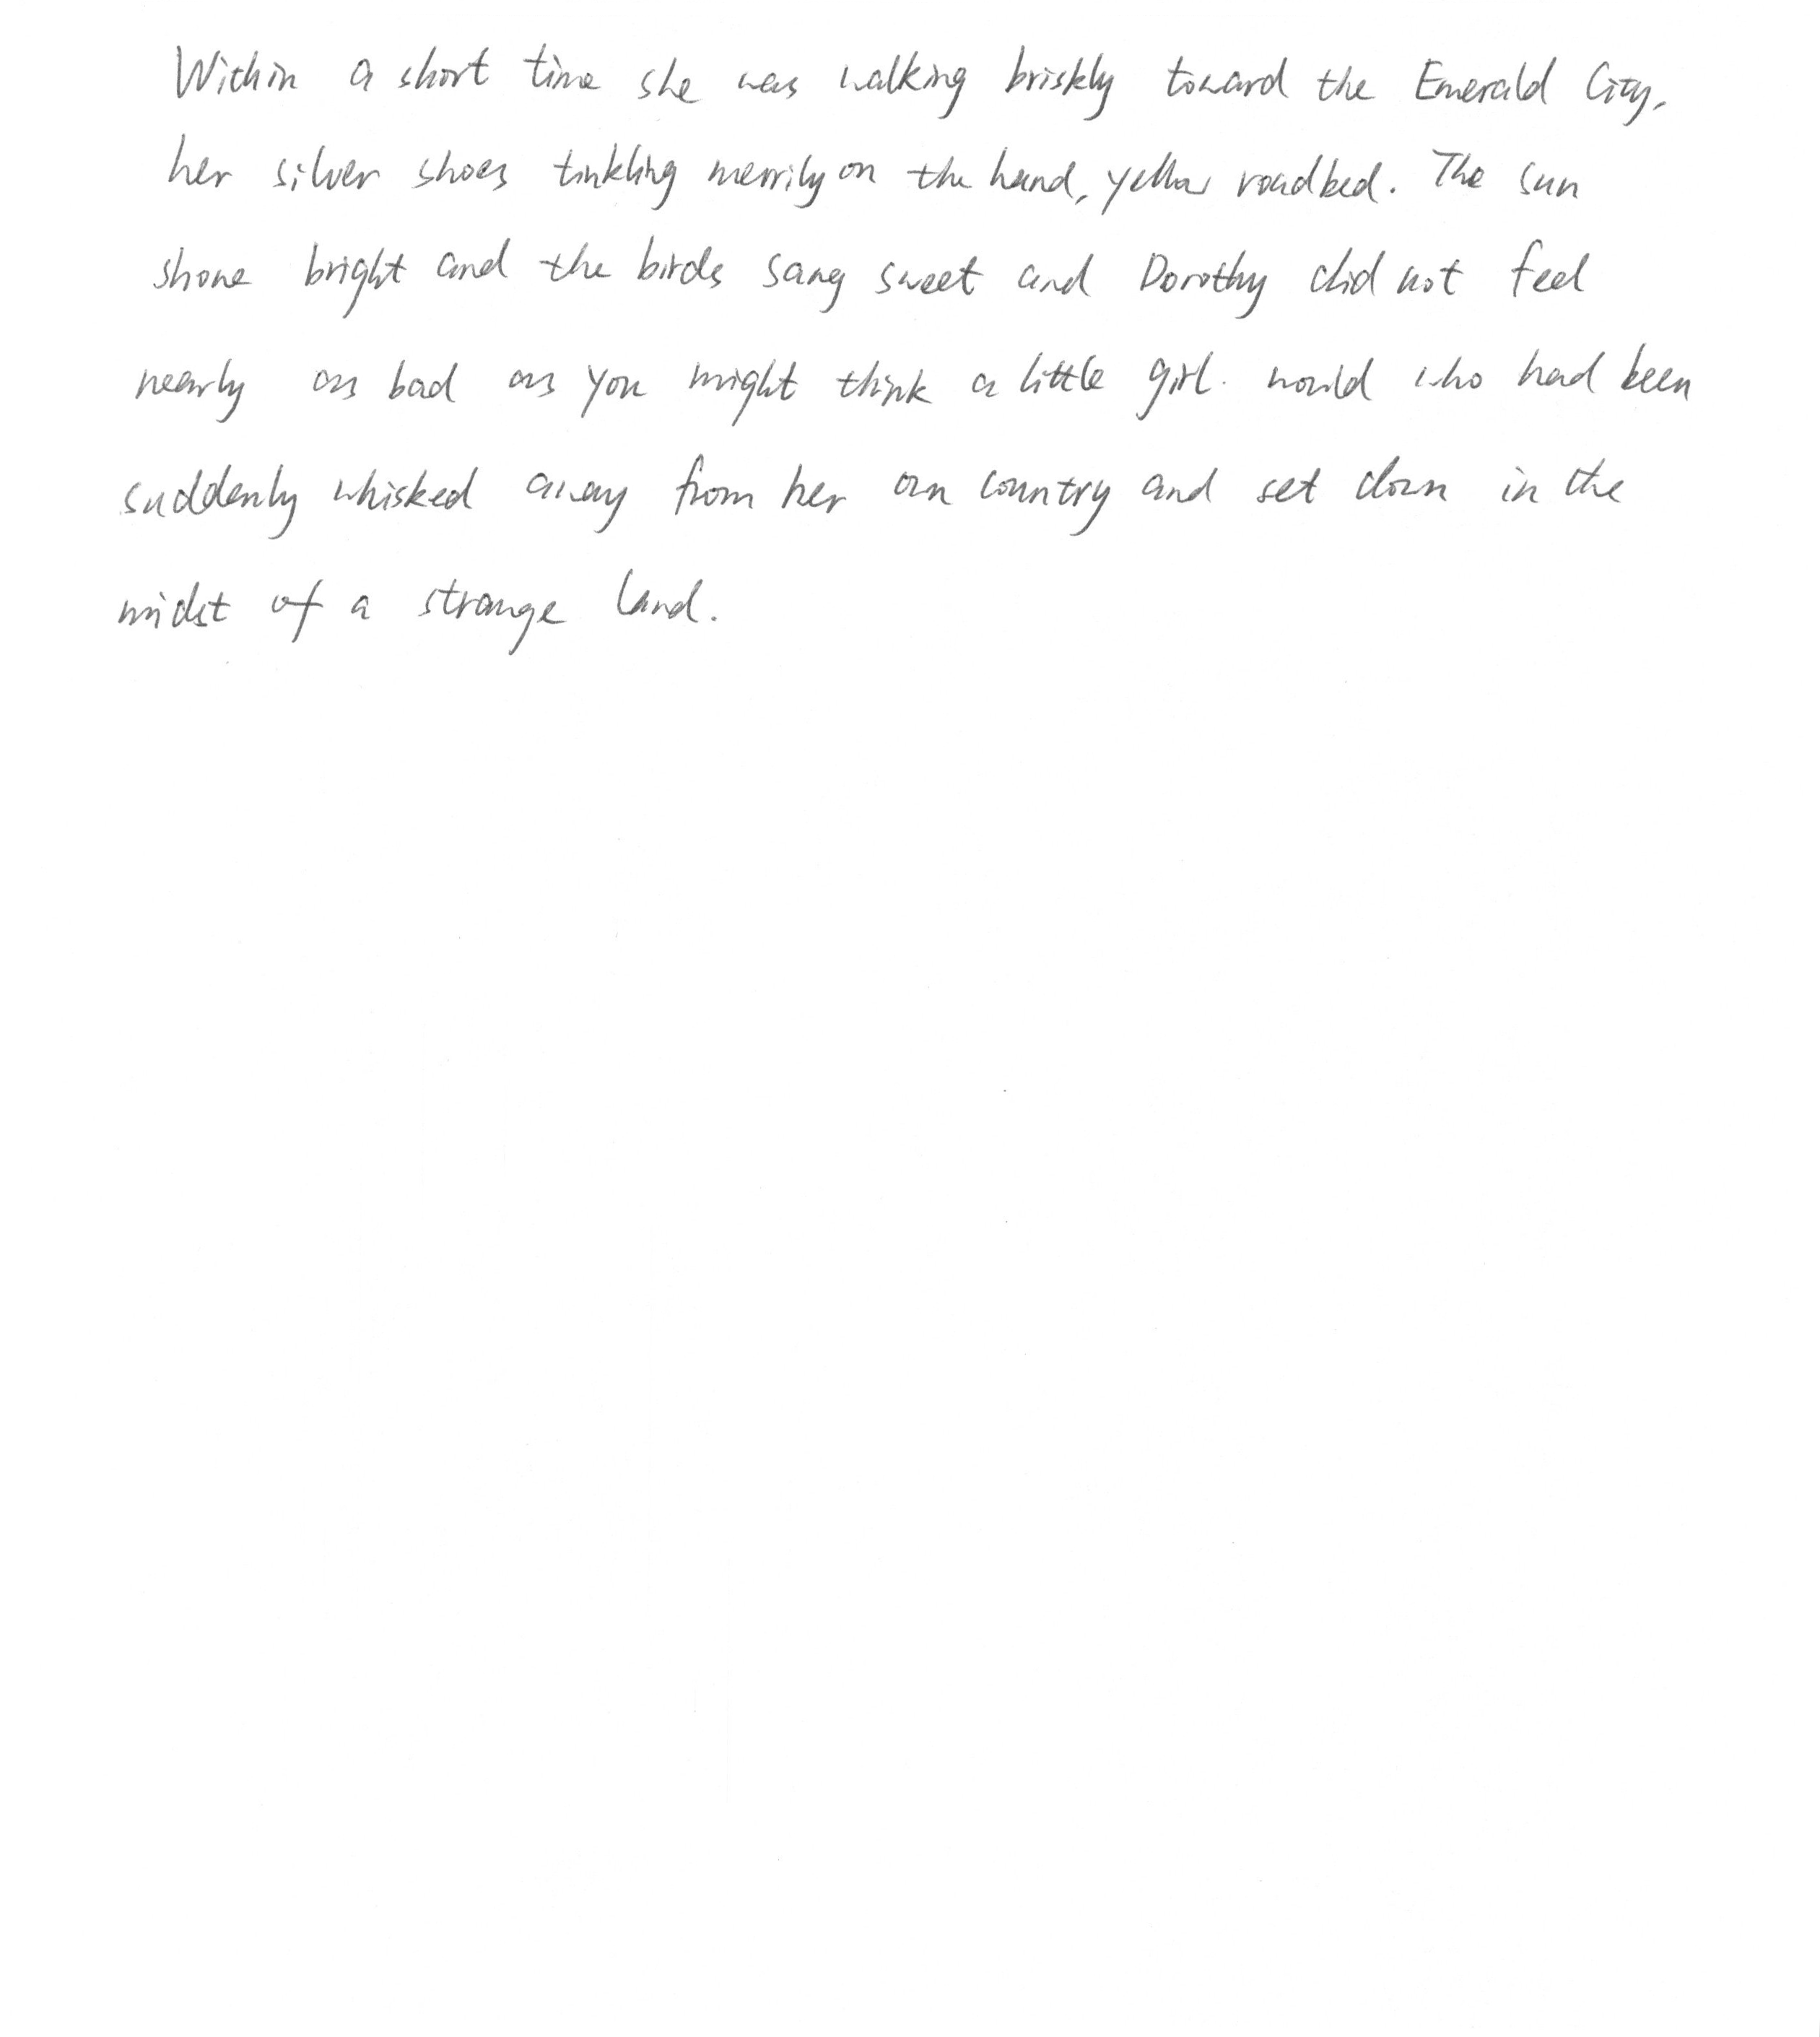 Within a short time she was walking briskly toward the Emerald City,
her silver shoes tinkling merrily on the hard, yellow roadbed. The sun
shone bright and the birds sang sweet and Dorothy did not feel
nearly as bad as you might think a little girl would who had been
suddenly whisked away from her own country and set down in the
midst of a strange land.